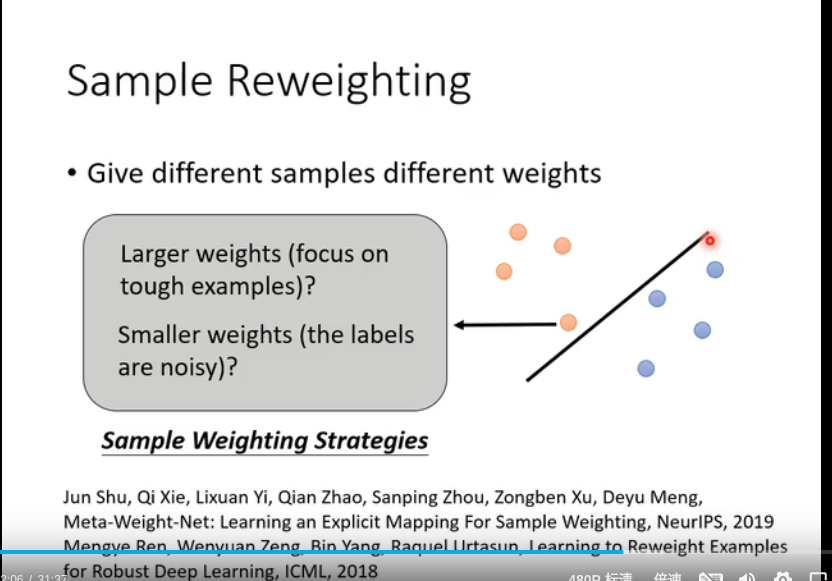 Sample Reweighting
• Give different samples different weights
Larger weights (focus on
tough examples)?
Smaller weights (the labels
are noisy)?
Sample Weighting Strategies
Jun Shu, Qi Xie, Lixuan Yi, Qian Zhao, Sanping Zhou, Zongben Xu, Deyu Meng,
Meta-Weight-Net: Learning an Explicit Mapping For Sample Weighting, NeurIPS, 2019
Mengye Ren, Wenyuan Zeng, Bin Yang, Raquel Urtasun, Learning to Reweight Examples
for Robust Deep Learning, ICML, 2018
2:06 / 31:37
480P 标清
倍速